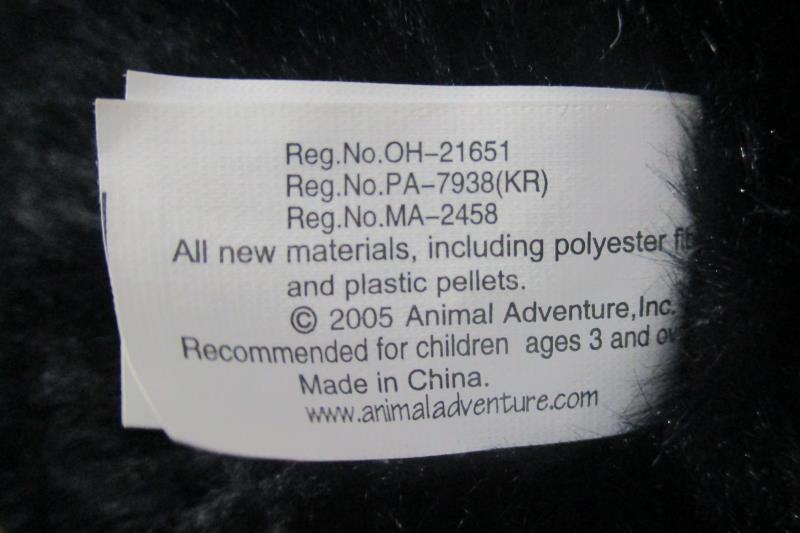 Reg.No.OH-21651
Reg.No.PA-7938(KR)
Reg.No.MA-2458
All new materials, including polyester
and plastic pellets.
© 2005 Animal Adventure,Inc.
Recommended for children ages 3 and
Made in China.
www.animaladventure.com